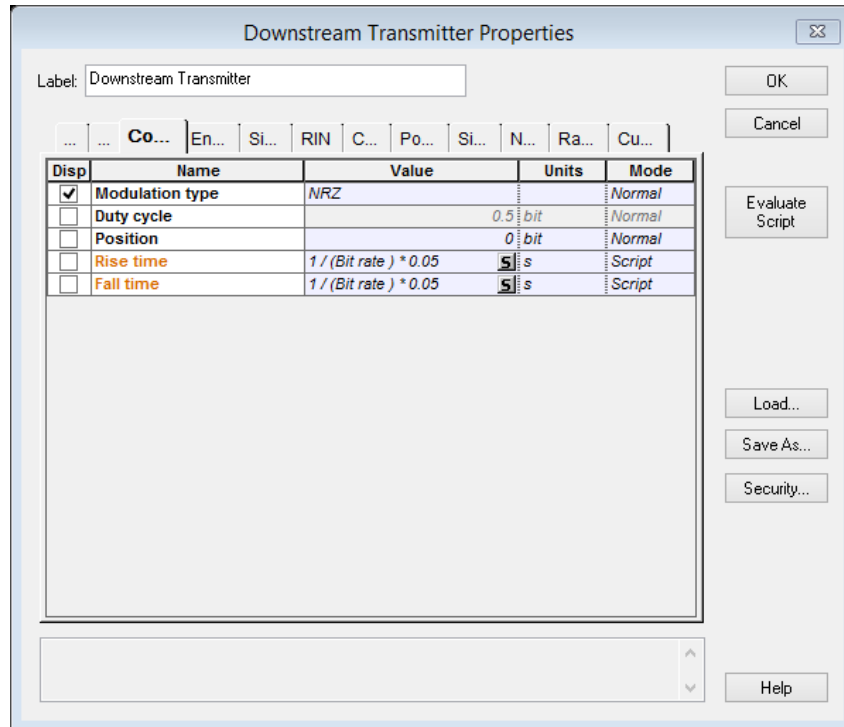 Downstream Transmitter Properties
Label: Downstream Transmitter
OK
Cancel
... ... Co... En... Si... RIN C... Po... Si... N... Ra... Cu...
Disp Name Value Units Mode
Modulation type NRZ Normal
Duty cycle 0.5 bit Normal
Position 0 bit Normal
Rise time 1 / (Bit rate ) * 0.05 S s Script
Fall time 1 / (Bit rate ) * 0.05 S s Script
Evaluate
Script
Load...
Save As...
Security...
Help